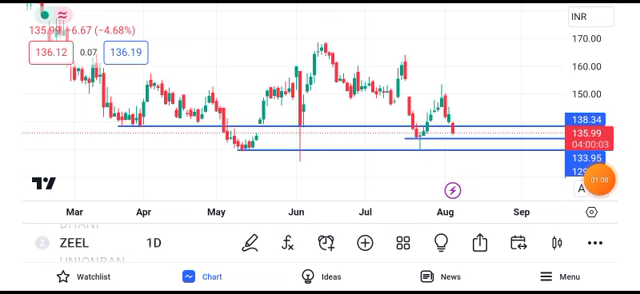 INR
170.00
135.99 −6.67 (−4.68%)
136.12 0.07 136.19
160.00
150.00
138.34
135.99
04:00:03
133.95
01:08
A
Mar Apr May Jun Jul Aug Sep
Z ZEEL 1D
UNIONBAN
Watchlist Chart Ideas News Menu